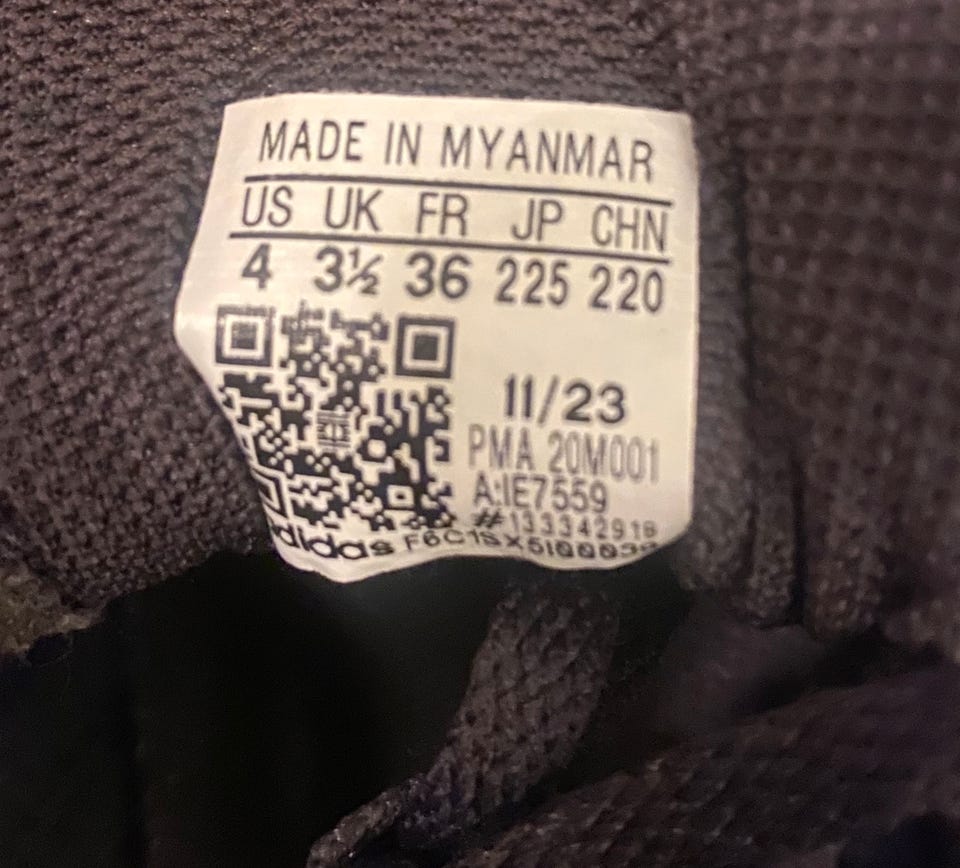 MADE IN MYANMAR
US UK FR JP CHN
4 3½ 36 225 220
11/23
PMA 20M001
A:IE7559
#133342918
adidas